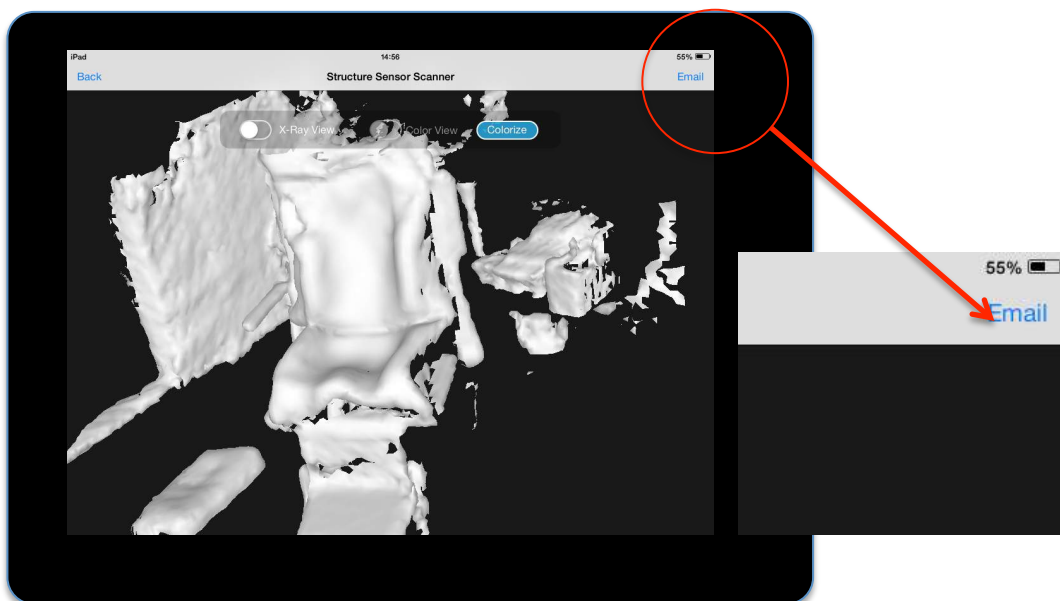 iPad 14:56 55%
Back Structure Sensor Scanner Email
X-Ray View Color View Colorize
55%
Email